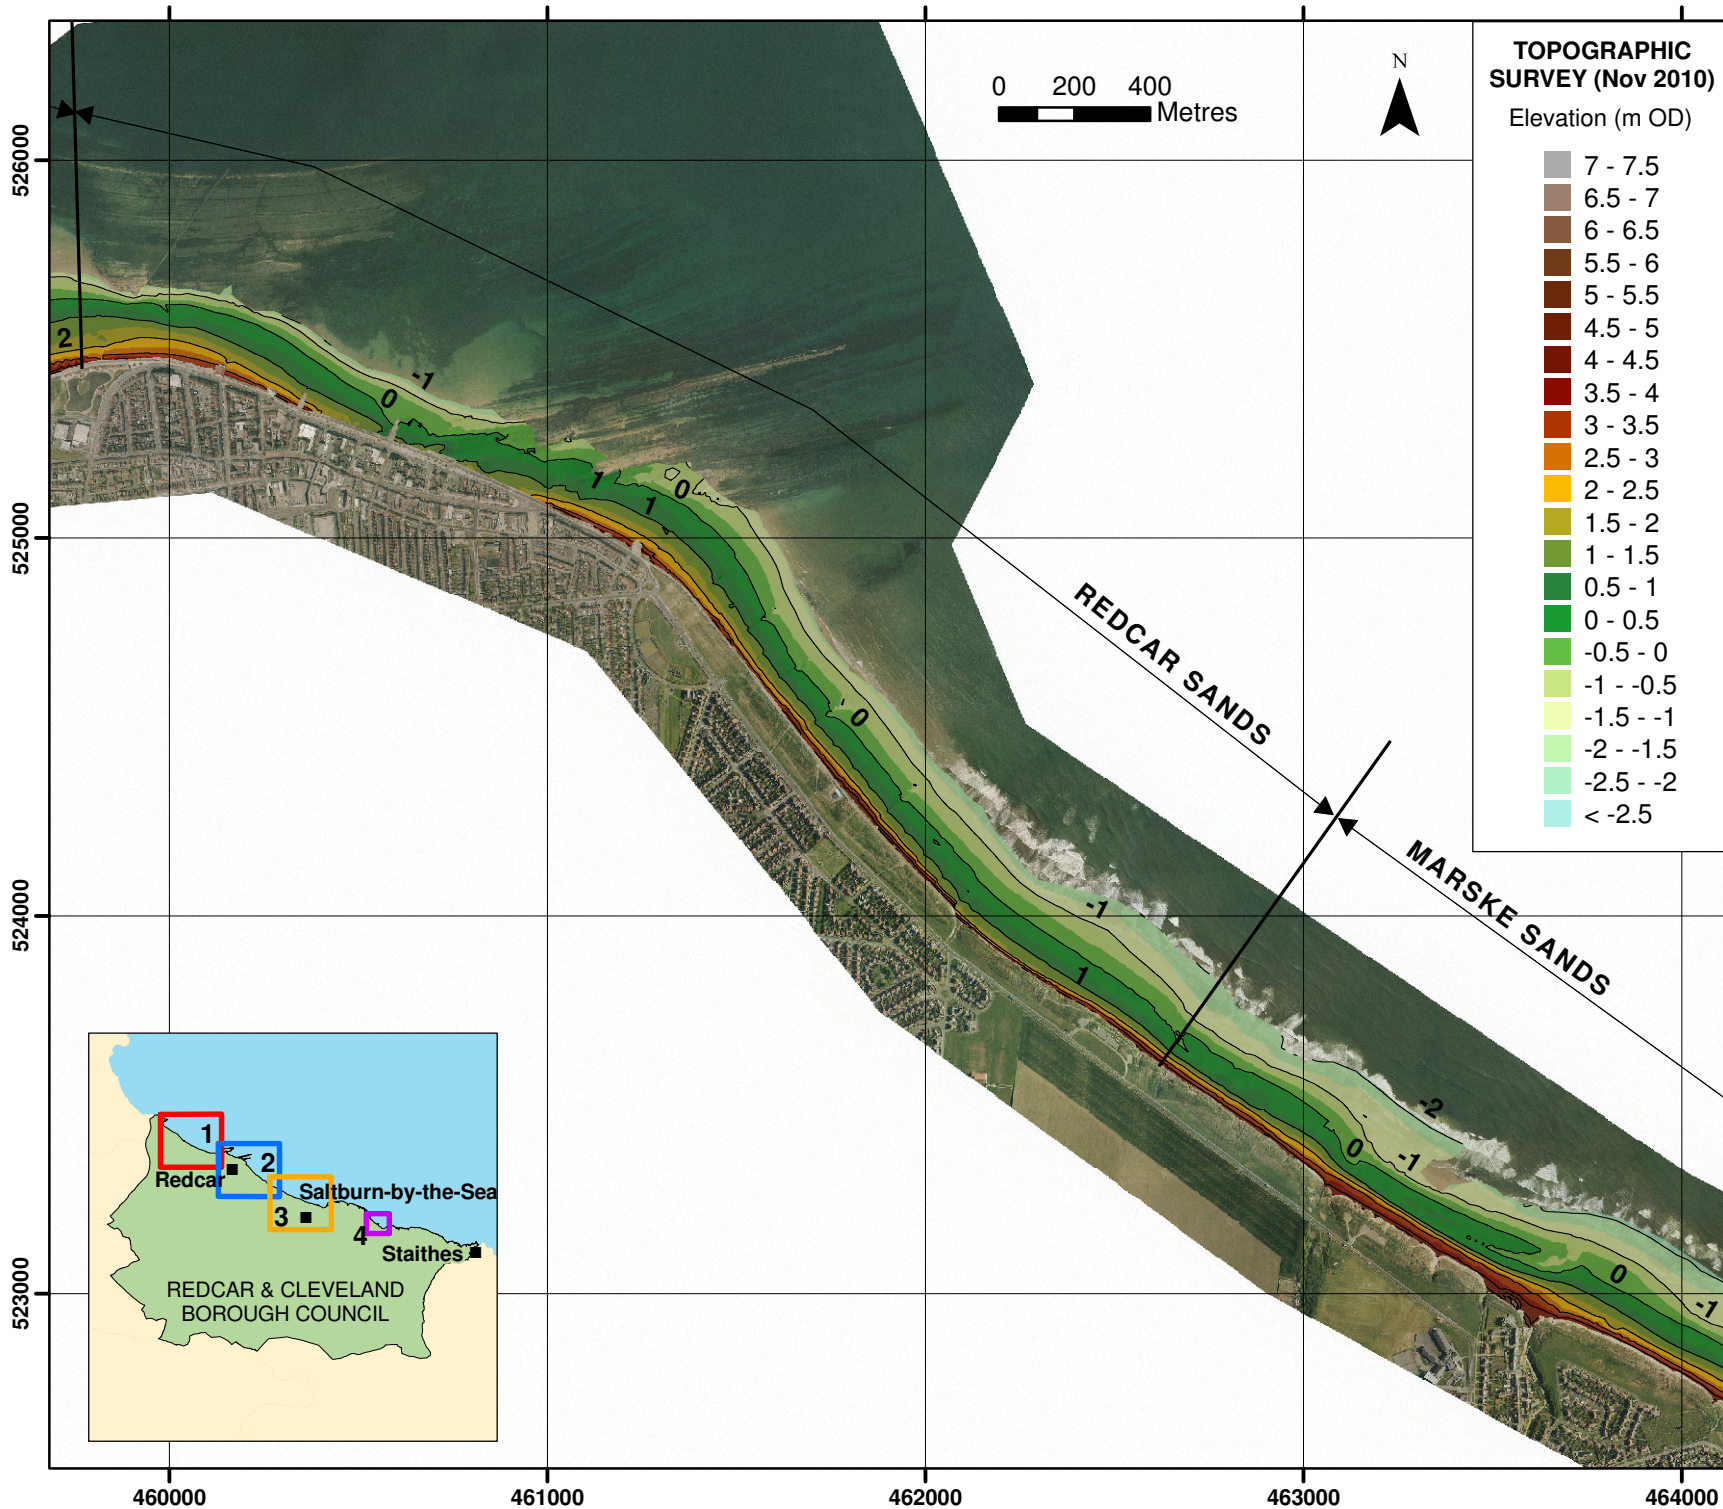 TOPOGRAPHIC
SURVEY (Nov 2010)
Elevation (m OD)
7 - 7.5
6.5 - 7
6 - 6.5
5.5 - 6
5 - 5.5
4.5 - 5
4 - 4.5
3.5 - 4
3 - 3.5
2.5 - 3
2 - 2.5
1.5 - 2
1 - 1.5
0.5 - 1
0 - 0.5
-0.5 - 0
-1 - -0.5
-1.5 - -1
-2 - -1.5
-2.5 - -2
< -2.5
N
0 200 400
Metres
526000
525000
524000
523000
2
-1
0
1
1
0
0
-1
1
-2
0
-1
0
-1
REDCAR SANDS
MARSKE SANDS
1
2
Redcar
Saltburn-by-the-Sea
3
4
Staithes
REDCAR & CLEVELAND
BOROUGH COUNCIL
460000
461000
462000
463000
464000